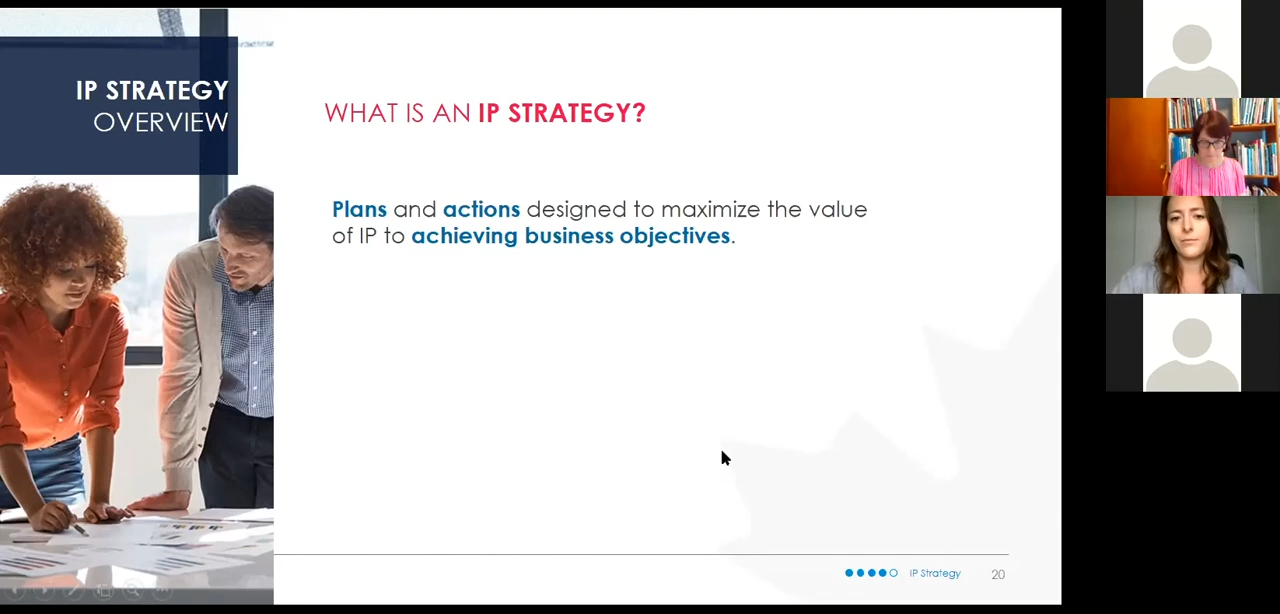 IP STRATEGY
OVERVIEW
WHAT IS AN IP STRATEGY?
Plans and actions designed to maximize the value
of IP to achieving business objectives.
IP Strategy
20